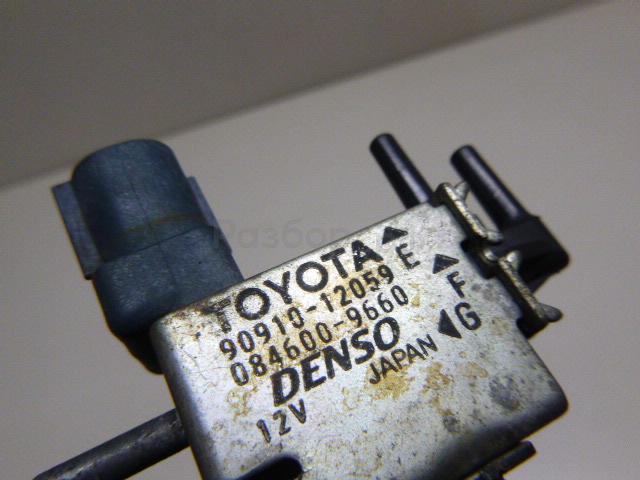 TOYOTA
90910-12059
084600-9660
DENSO
12V JAPAN
▲E
▲F
◀G